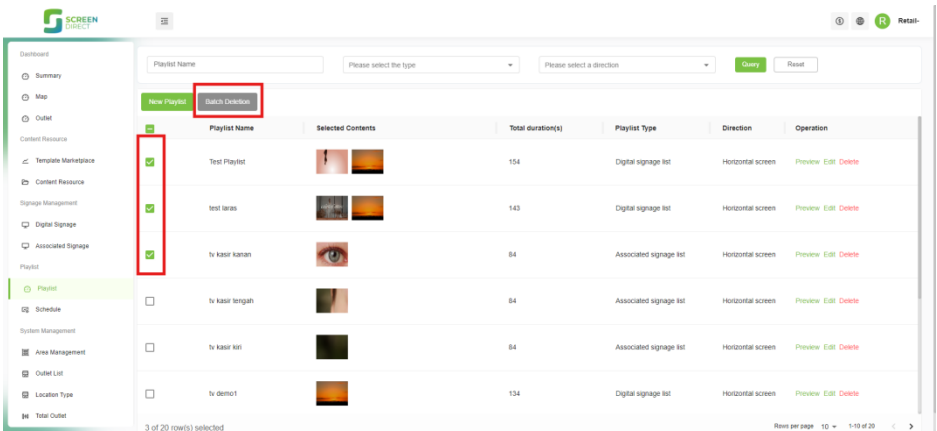 SCREEN
DIRECT
R Retail-
Dashboard
Summary
Map
Outlet
Content Resource
Template Marketplace
Content Resource
Signage Management
Digital Signage
Associated Signage
Playlist
Playlist
Schedule
System Management
Area Management
Outlet List
Location Type
Total Outlet
Playlist Name
Please select the type
Please select a direction
Query
Reset
New Playlist
Batch Deletion
Playlist Name Selected Contents Total duration(s) Playlist Type Direction Operation
Test Playlist 154 Digital signage list Horizontal screen Preview Edit Delete
test laras 143 Digital signage list Horizontal screen Preview Edit Delete
tv kasir kanan 84 Associated signage list Horizontal screen Preview Edit Delete
tv kasir tengah 84 Associated signage list Horizontal screen Preview Edit Delete
tv kasir kiri 84 Associated signage list Horizontal screen Preview Edit Delete
tv demo1 134 Digital signage list Horizontal screen Preview Edit Delete
3 of 20 row(s) selected
Rows per page 10 1-10 of 20